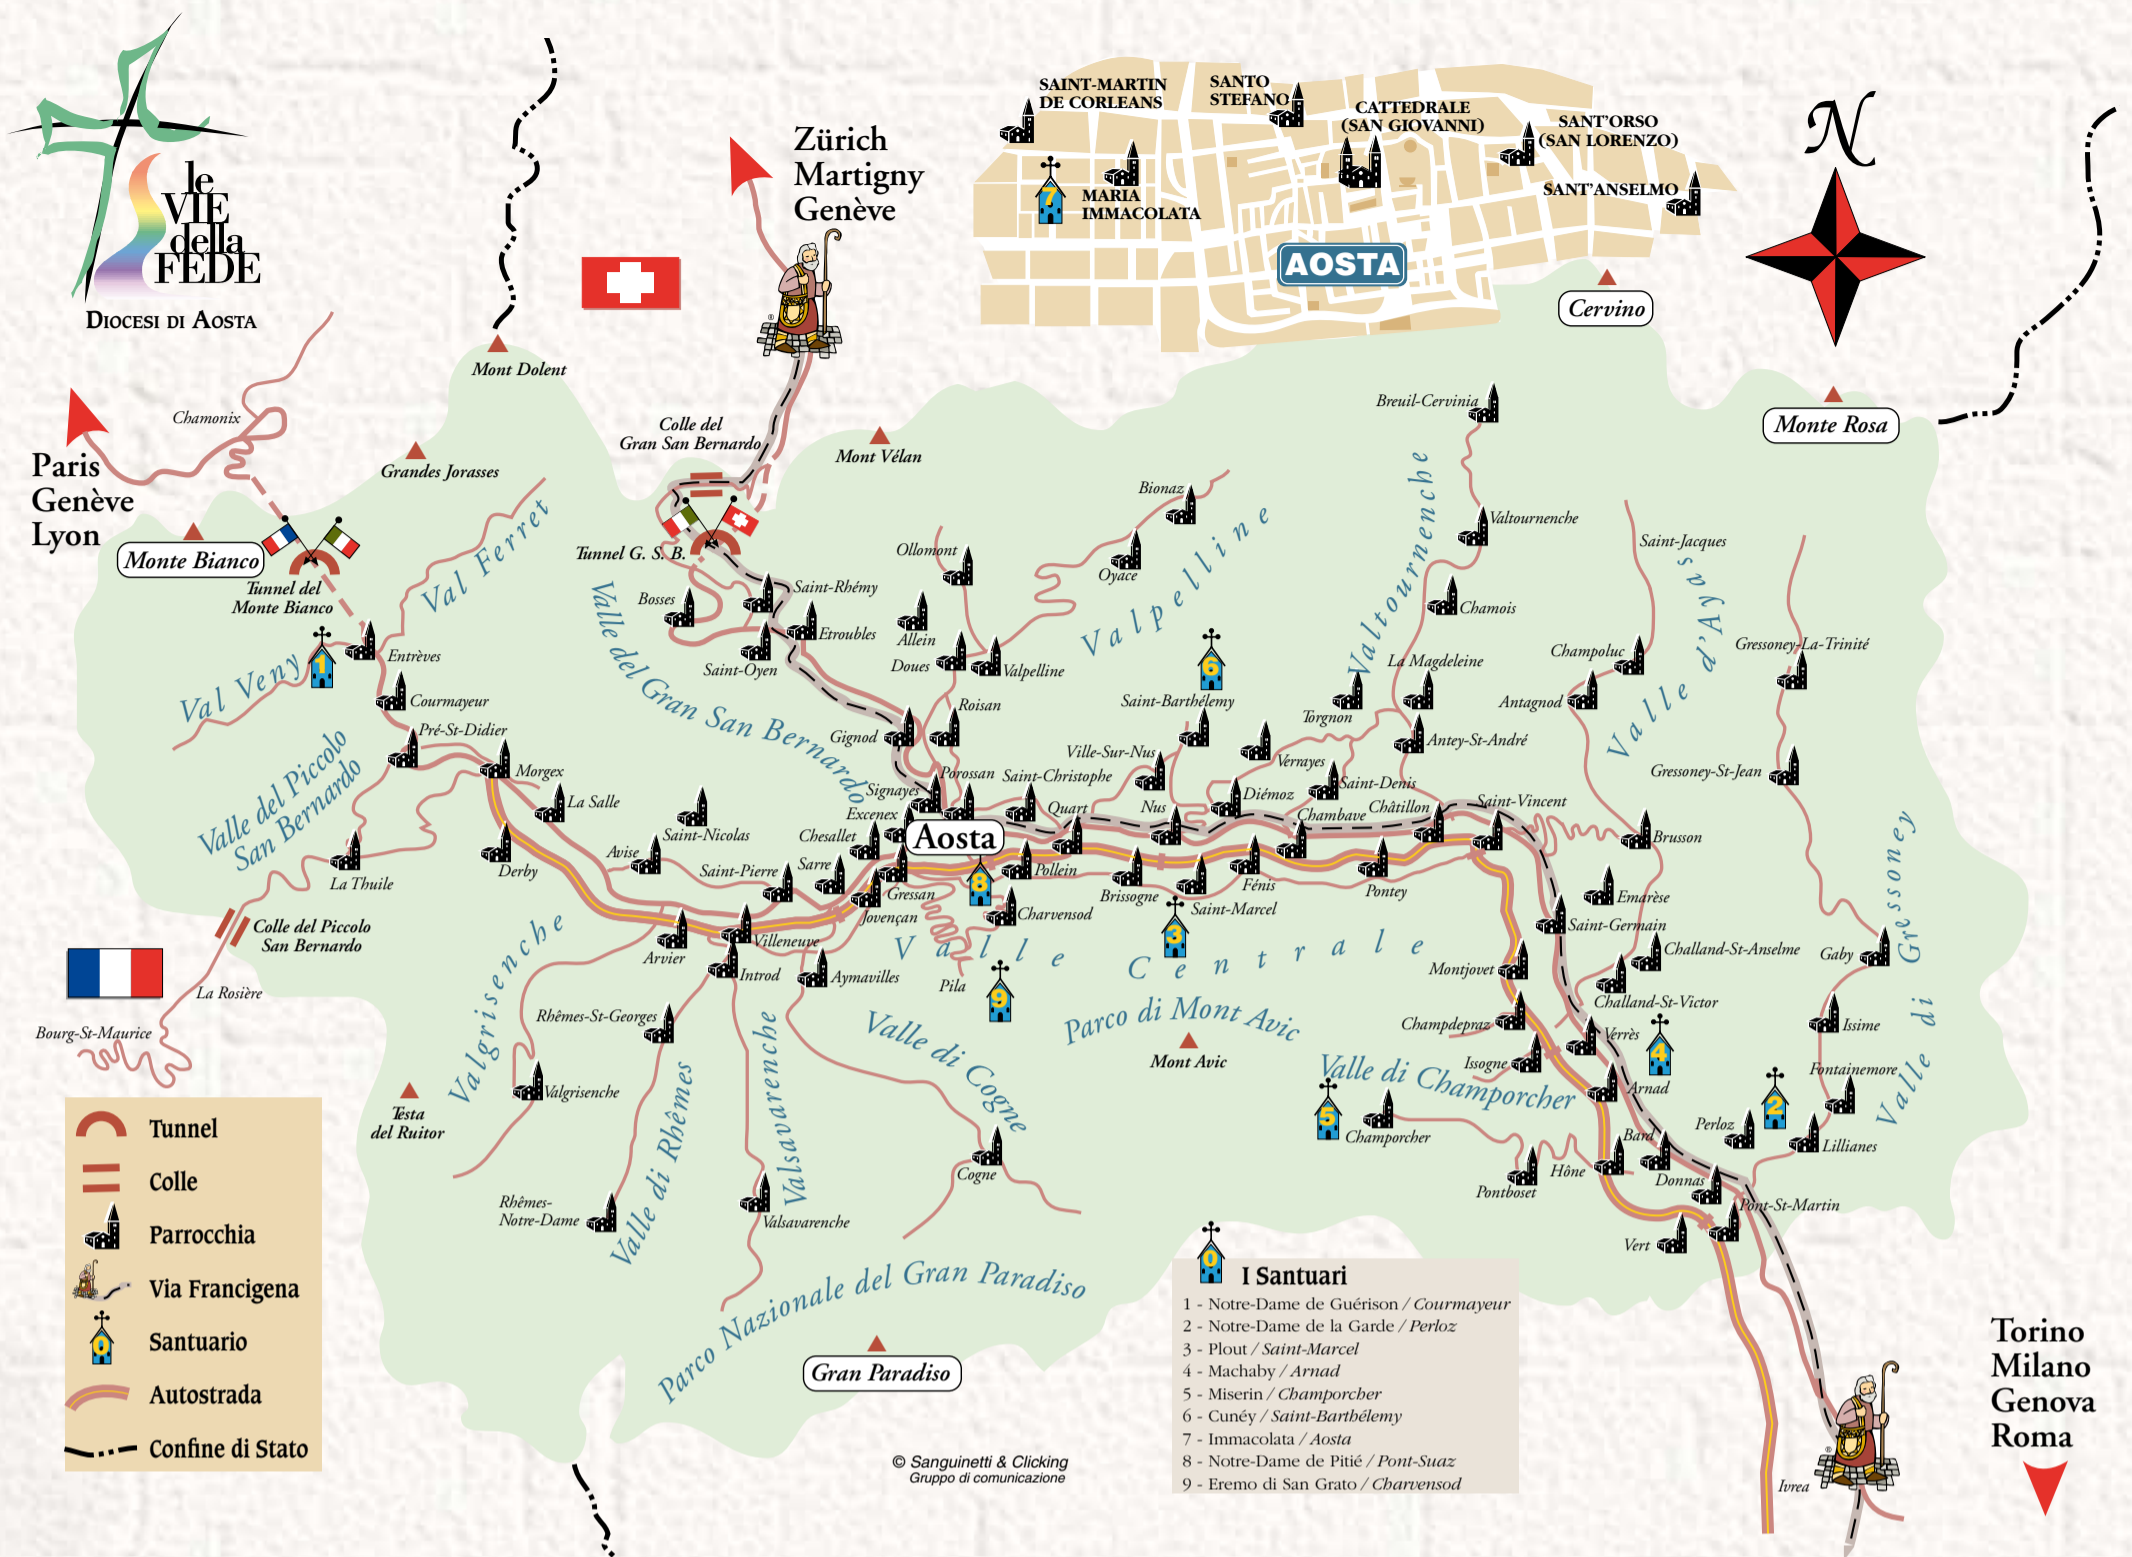 le
VIE
della
FEDE
DIOCESI DI AOSTA
Zürich
Martigny
Genève
SAINT-MARTIN
DE CORLEANS
SANTO
STEFANO
CATTEDRALE
(SAN GIOVANNI)
SANT'ORSO
(SAN LORENZO)
SANT'ANSELMO
7
MARIA
IMMACOLATA
AOSTA
N
Cervino
Monte Rosa
Mont Dolent
Chamonix
Grandes Jorasses
Paris
Genève
Lyon
Monte Bianco
Tunnel del
Monte Bianco
Colle del
Gran San Bernardo
Mont Vélan
Tunnel G. S. B.
Val Ferret
Val Veny
1
Entrèves
Courmayeur
Pré-St-Didier
Morgex
La Salle
Derby
Valle del Piccolo
San Bernardo
La Thuile
Colle del Piccolo
San Bernardo
La Rosière
Bourg-St-Maurice
Bosses
Saint-Rhémy
Etroubles
Saint-Oyen
Valle del Gran San Bernardo
Ollomont
Allein
Doues
Valpelline
Bionaz
Oyace
Valpelline
Roisan
Gignod
Signayes
Porossan
Excenex
Saint-Christophe
Aosta
Chesallet
Sarre
Saint-Pierre
Saint-Nicolas
Avise
Arvier
Villeneuve
Introd
Aymavilles
Jovençan
Gressan
8
Pollein
Charvensod
Pila
9
Quart
Ville-Sur-Nus
Nus
6
Saint-Barthélemy
Verrayes
Diémoz
Saint-Denis
Chambave
Châtillon
Saint-Vincent
Brissogne
3
Saint-Marcel
Fénis
Pontey
Breuil-Cervinia
Valtournenche
Valtournenche
Chamois
La Magdeleine
Torgnon
Antey-St-André
Saint-Jacques
Champoluc
Antagnod
Valle d'Ayas
Brusson
Gressoney-La-Trinité
Gressoney-St-Jean
Emarèse
Saint-Germain
Challand-St-Anselme
Challand-St-Victor
Gaby
Valle di Gressoney
Issime
Fontainemore
Lillianes
2
Perloz
Montjovet
Champdepraz
Issogne
Verrès
4
Arnad
Bard
Hône
Donnas
Pont-St-Martin
Vert
Pontboset
5
Champorcher
Valle di Champorcher
Valle Centrale
Parco di Mont Avic
Mont Avic
Valle di Cogne
Cogne
Valgrisenche
Valgrisenche
Testa
del Ruitor
Rhêmes-St-Georges
Rhêmes-
Notre-Dame
Valle di Rhêmes
Valsavarenche
Valsavarenche
Parco Nazionale del Gran Paradiso
Gran Paradiso
Tunnel
Colle
Parrocchia
Via Francigena
0
Santuario
Autostrada
Confine di Stato
© Sanguinetti & Clicking
Gruppo di comunicazione
0
I Santuari
1 - Notre-Dame de Guérison / Courmayeur
2 - Notre-Dame de la Garde / Perloz
3 - Plout / Saint-Marcel
4 - Machaby / Arnad
5 - Miserin / Champorcher
6 - Cunéy / Saint-Barthélemy
7 - Immacolata / Aosta
8 - Notre-Dame de Pitié / Pont-Suaz
9 - Eremo di San Grato / Charvensod
Torino
Milano
Genova
Roma
Ivrea